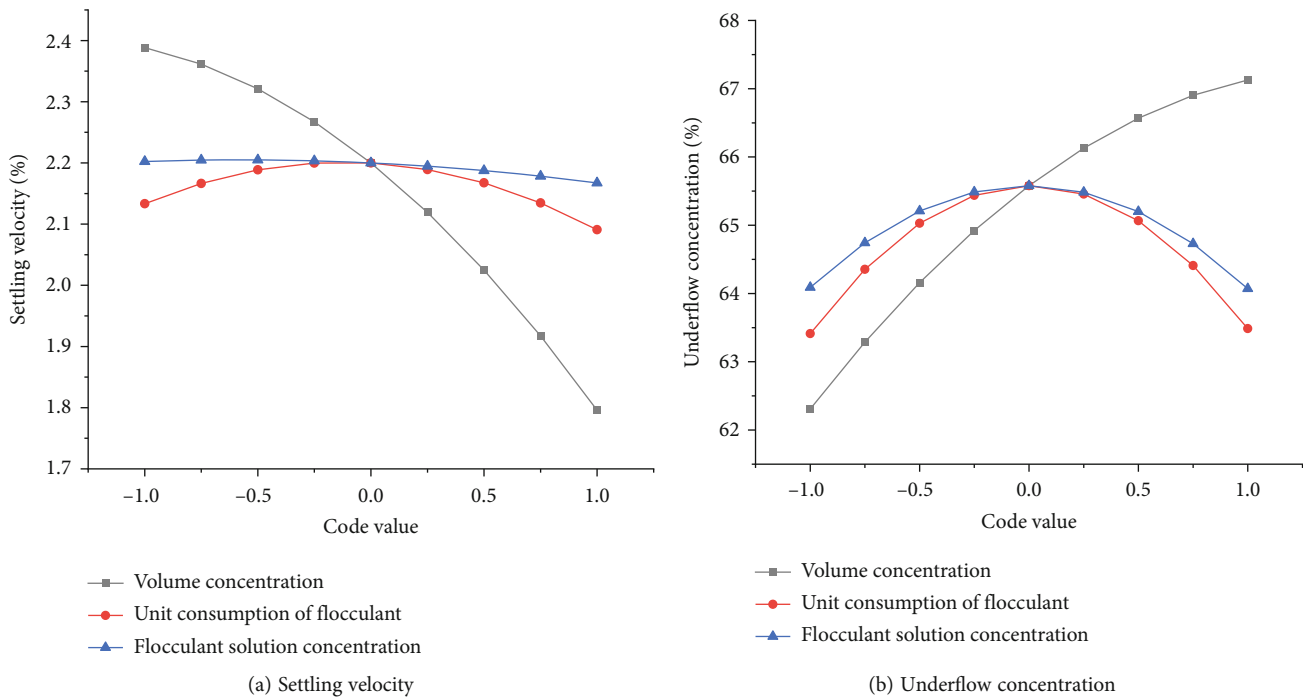 2.4
2.3
2.2
2.1
2.0
1.9
1.8
1.7
Settling velocity (%)
–1.0 –0.5 0.0 0.5 1.0
Code value
Volume concentration
Unit consumption of flocculant
Flocculant solution concentration
(a) Settling velocity
68
67
66
65
64
63
62
Underflow concentration (%)
–1.0 –0.5 0.0 0.5 1.0
Code value
Volume concentration
Unit consumption of flocculant
Flocculant solution concentration
(b) Underflow concentration